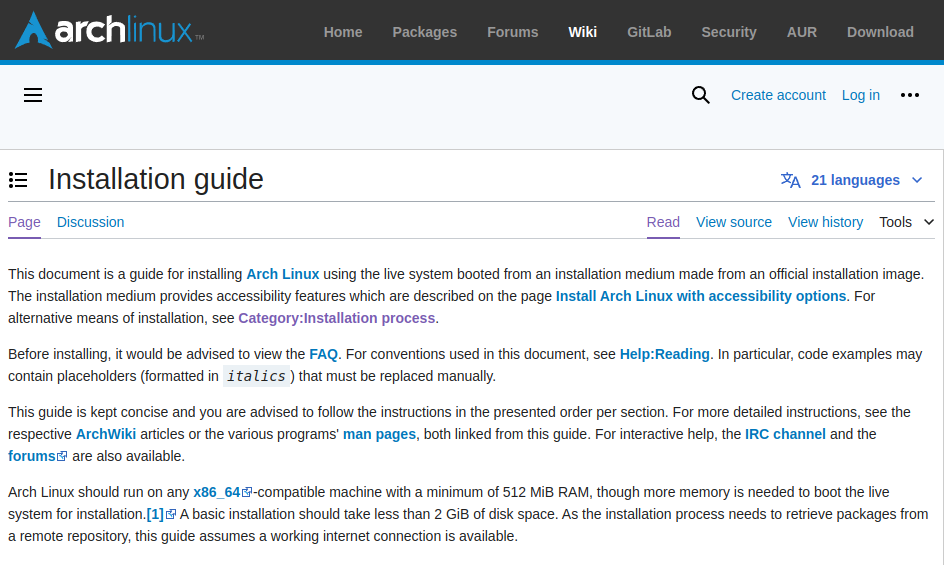 archlinux™
Home Packages Forums Wiki GitLab Security AUR Download
Create account Log in
Installation guide
21 languages
Page Discussion
Read View source View history Tools
This document is a guide for installing Arch Linux using the live system booted from an installation medium made from an official installation image.
The installation medium provides accessibility features which are described on the page Install Arch Linux with accessibility options. For
alternative means of installation, see Category:Installation process.
Before installing, it would be advised to view the FAQ. For conventions used in this document, see Help:Reading. In particular, code examples may
contain placeholders (formatted in italics) that must be replaced manually.
This guide is kept concise and you are advised to follow the instructions in the presented order per section. For more detailed instructions, see the
respective ArchWiki articles or the various programs' man pages, both linked from this guide. For interactive help, the IRC channel and the
forums are also available.
Arch Linux should run on any x86_64-compatible machine with a minimum of 512 MiB RAM, though more memory is needed to boot the live
system for installation.[1] A basic installation should take less than 2 GiB of disk space. As the installation process needs to retrieve packages from
a remote repository, this guide assumes a working internet connection is available.